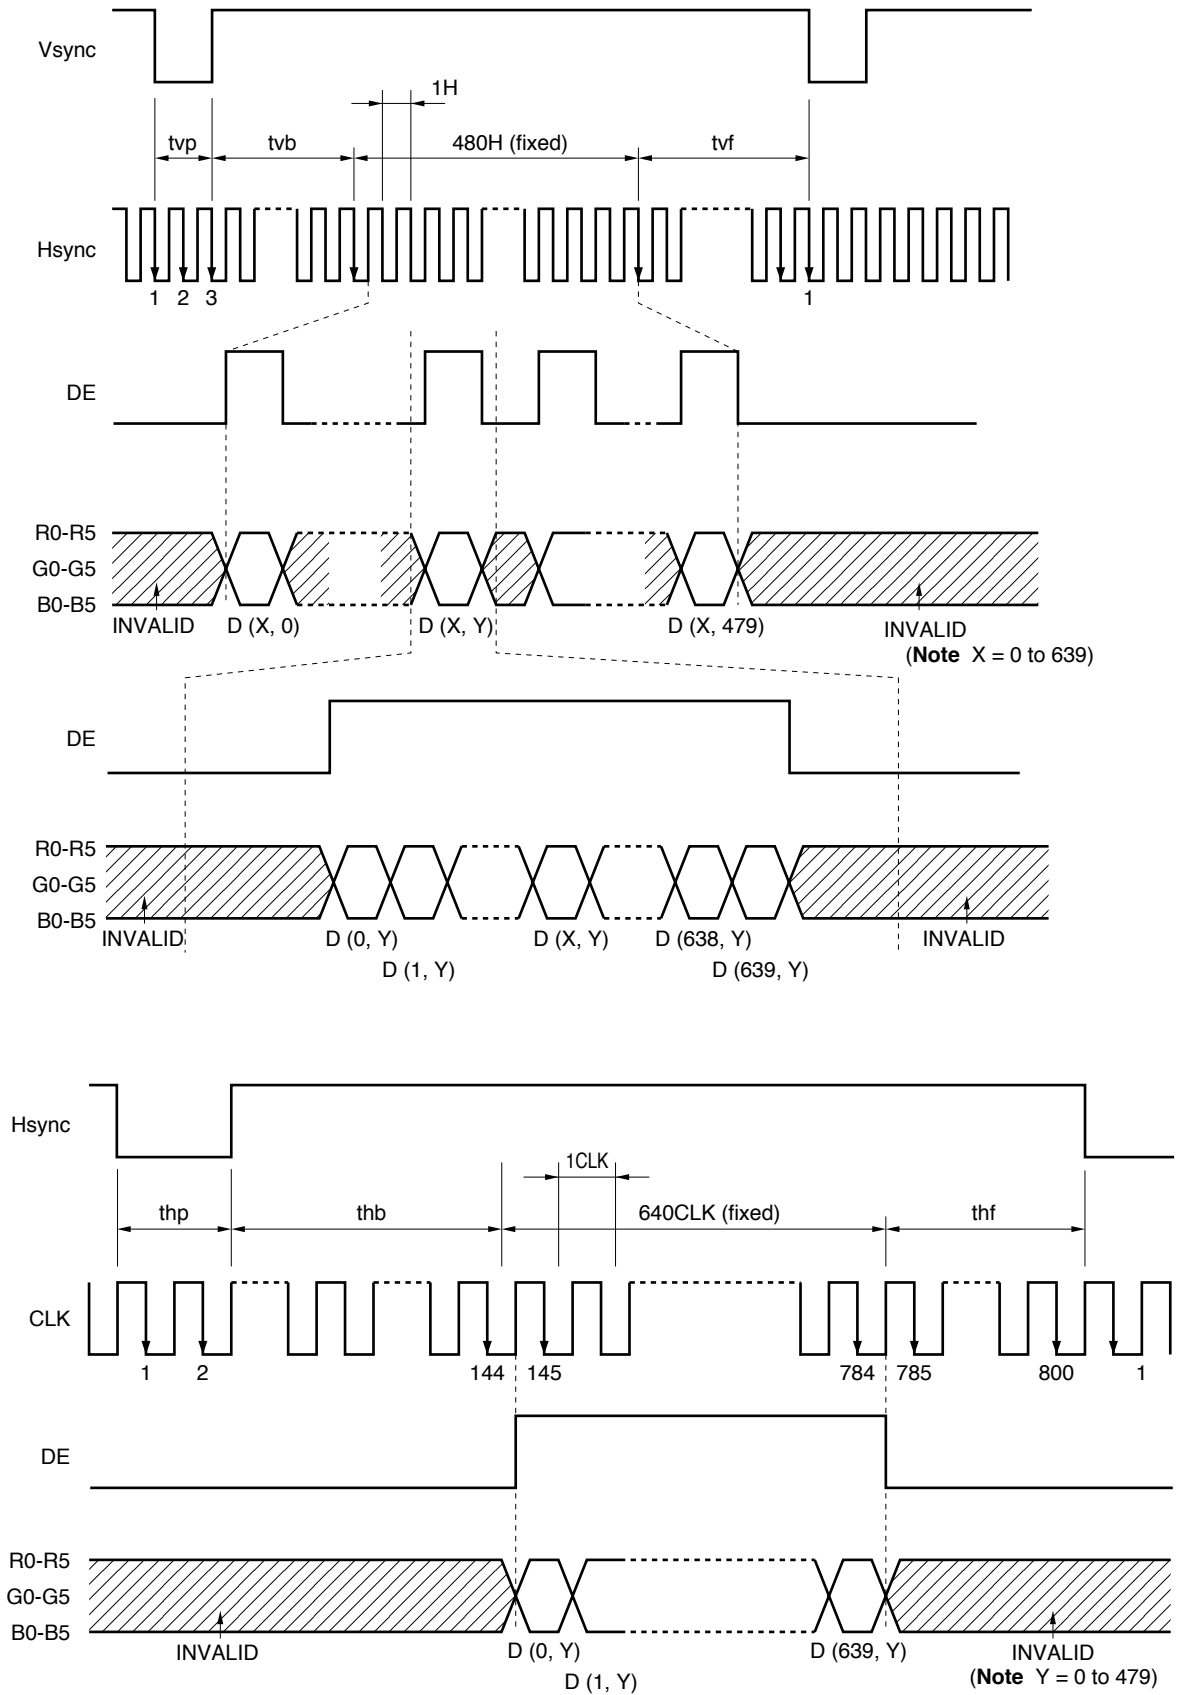 Vsync
1H
tvp tvb 480H (fixed) tvf
Hsync
1 2 3 1
DE
R0-R5
G0-G5
B0-B5
INVALID D (X, 0) D (X, Y) D (X, 479) INVALID
(Note X = 0 to 639)
DE
R0-R5
G0-G5
B0-B5
INVALID D (0, Y) D (X, Y) D (638, Y) INVALID
D (1, Y) D (639, Y)
Hsync
1CLK
thp thb 640CLK (fixed) thf
CLK
1 2 144 145 784 785 800 1
DE
R0-R5
G0-G5
B0-B5
INVALID D (0, Y) D (639, Y) INVALID
D (1, Y) (Note Y = 0 to 479)